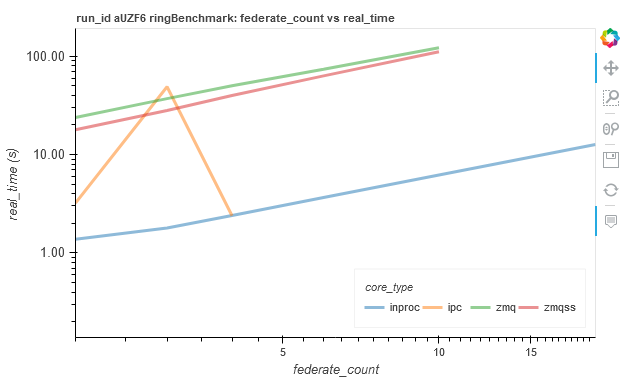 run_id aUZF6 ringBenchmark: federate_count vs real_time
100.00
10.00
1.00
real_time (s)
core_type
inproc ipc zmq zmqss
5 10 15
federate_count